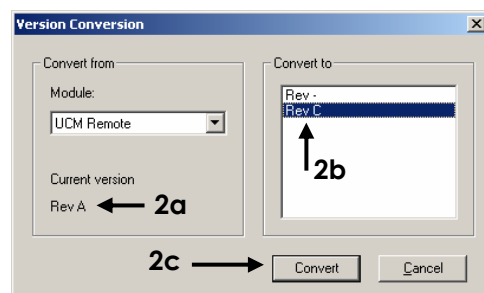 Version Conversion
Convert from
Module:
UCM Remote
Current version
Rev A
2a
Convert to
Rev -
Rev C
2b
2c
Convert
Cancel